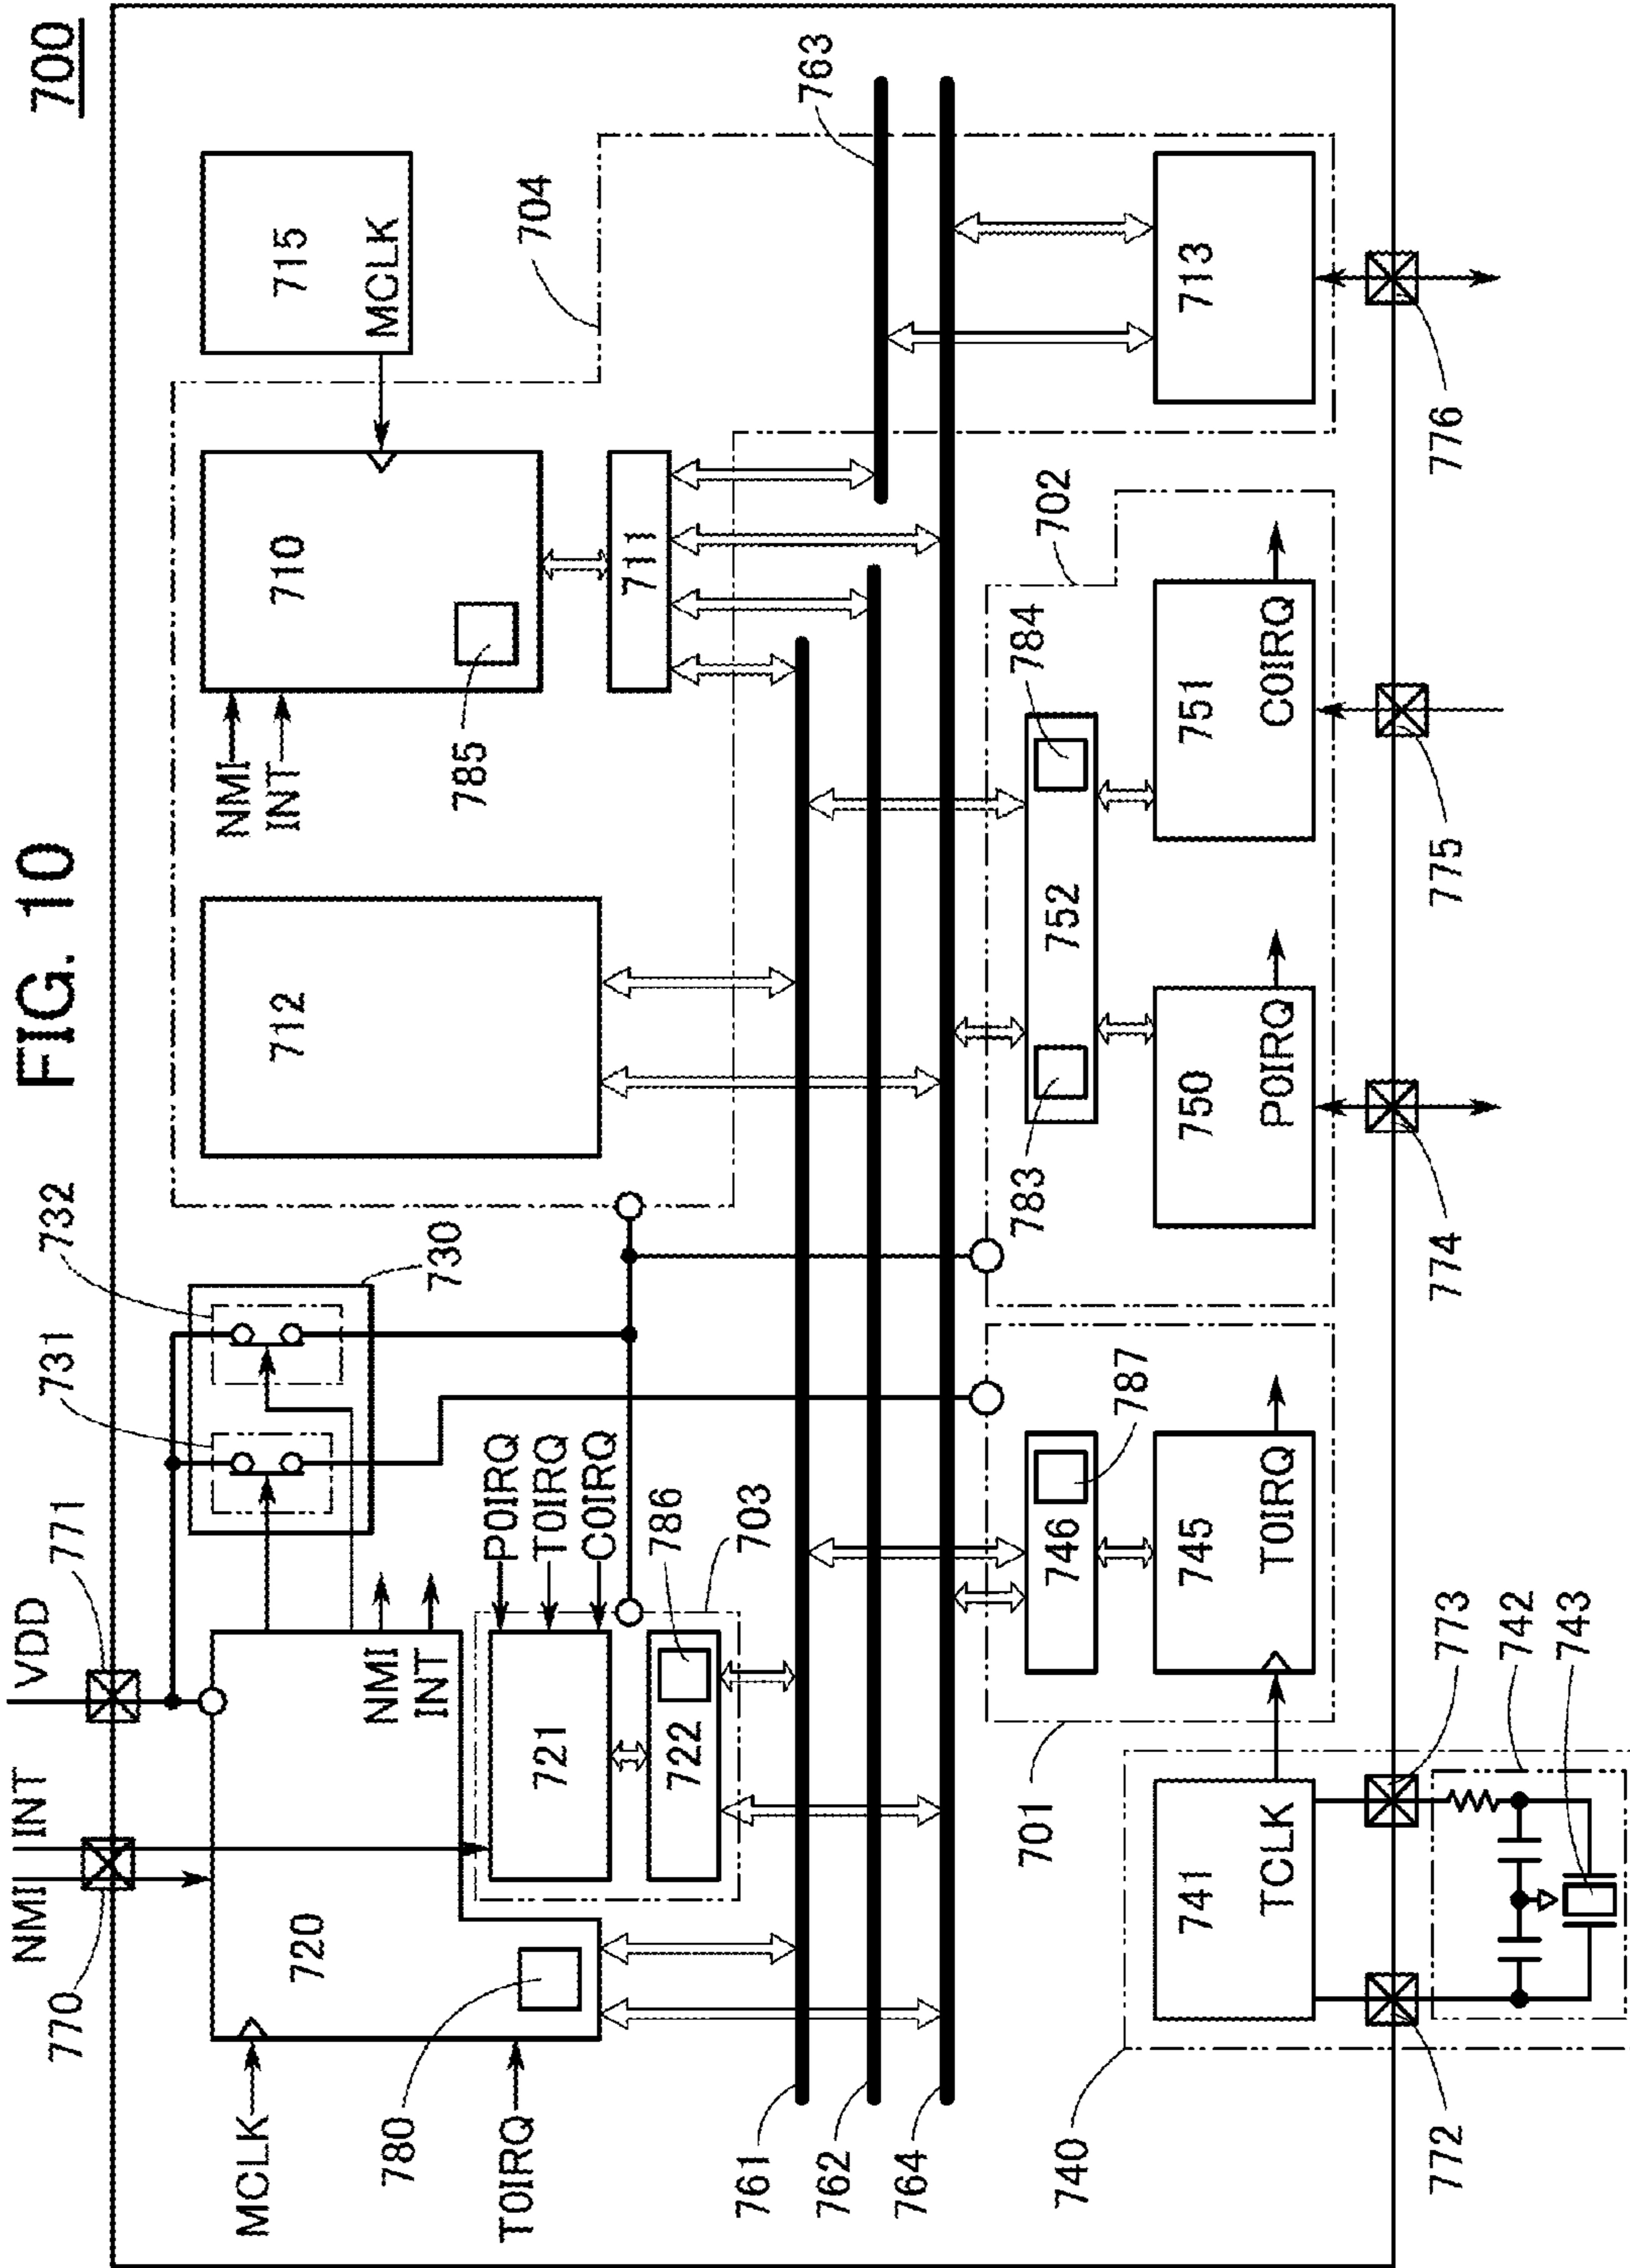 FIG. 10
700
NMI INT
VDD
770
771
731
732
730
MCLK
720
NMI
INT
780
T0IRQ
P0IRQ
T0IRQ
C0IRQ
721
722
786
703
712
NMI
INT
710
785
711
715
MCLK
704
761
762
764
763
740
741
TCLK
701
746
787
745
T0IRQ
783
752
784
702
750
P0IRQ
751
C0IRQ
713
772
773
742
743
774
775
776